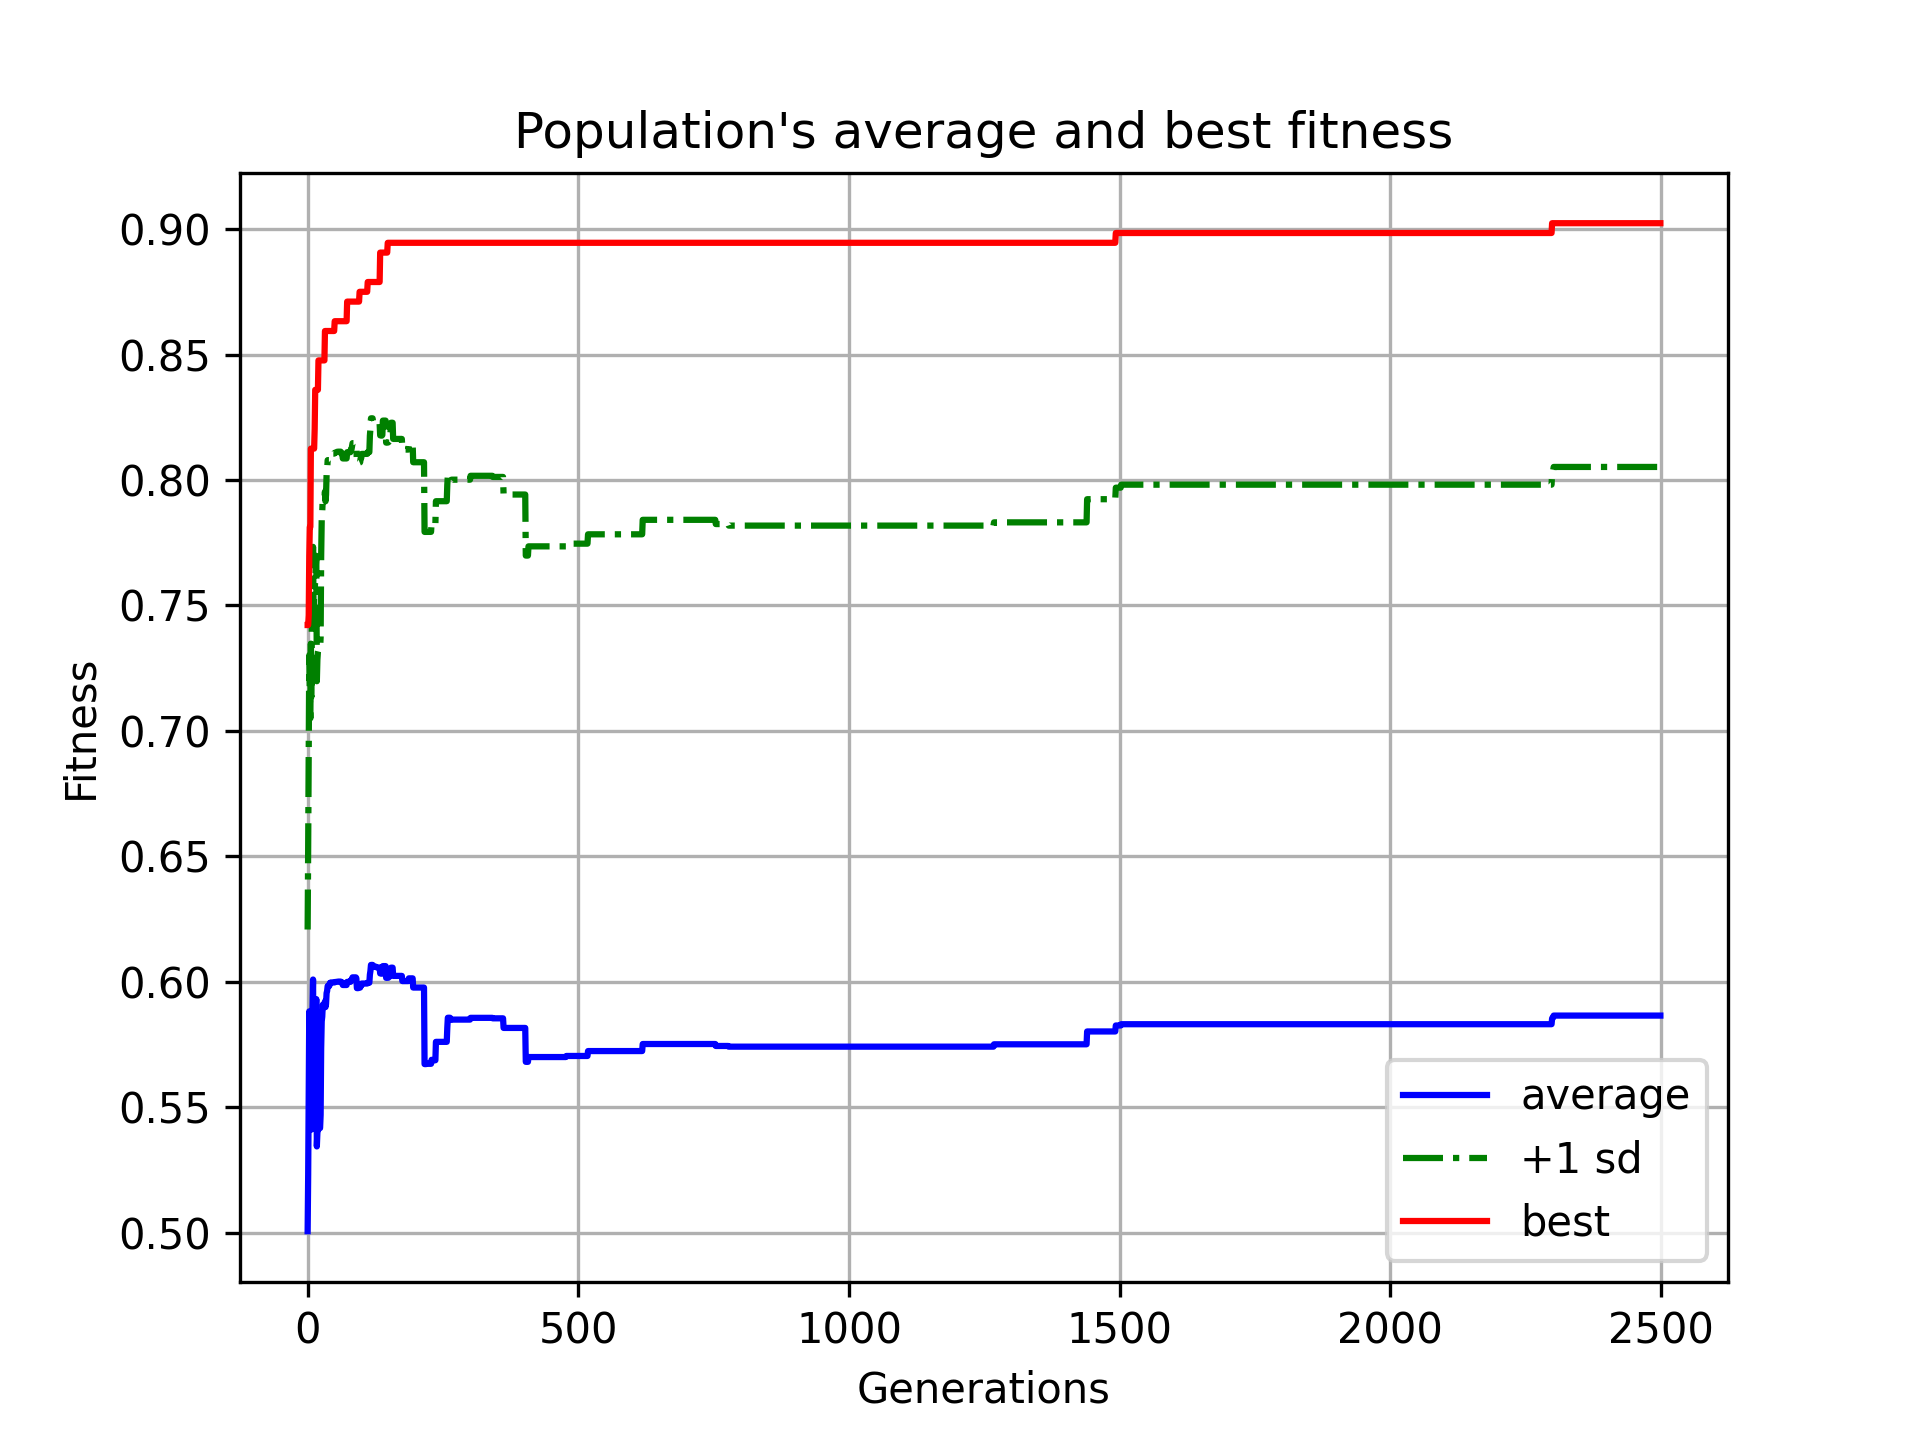 Population's average and best fitness
0.90
0.85
0.80
0.75
0.70
0.65
0.60
0.55
0.50
Fitness
average
+1 sd
best
0 500 1000 1500 2000 2500
Generations